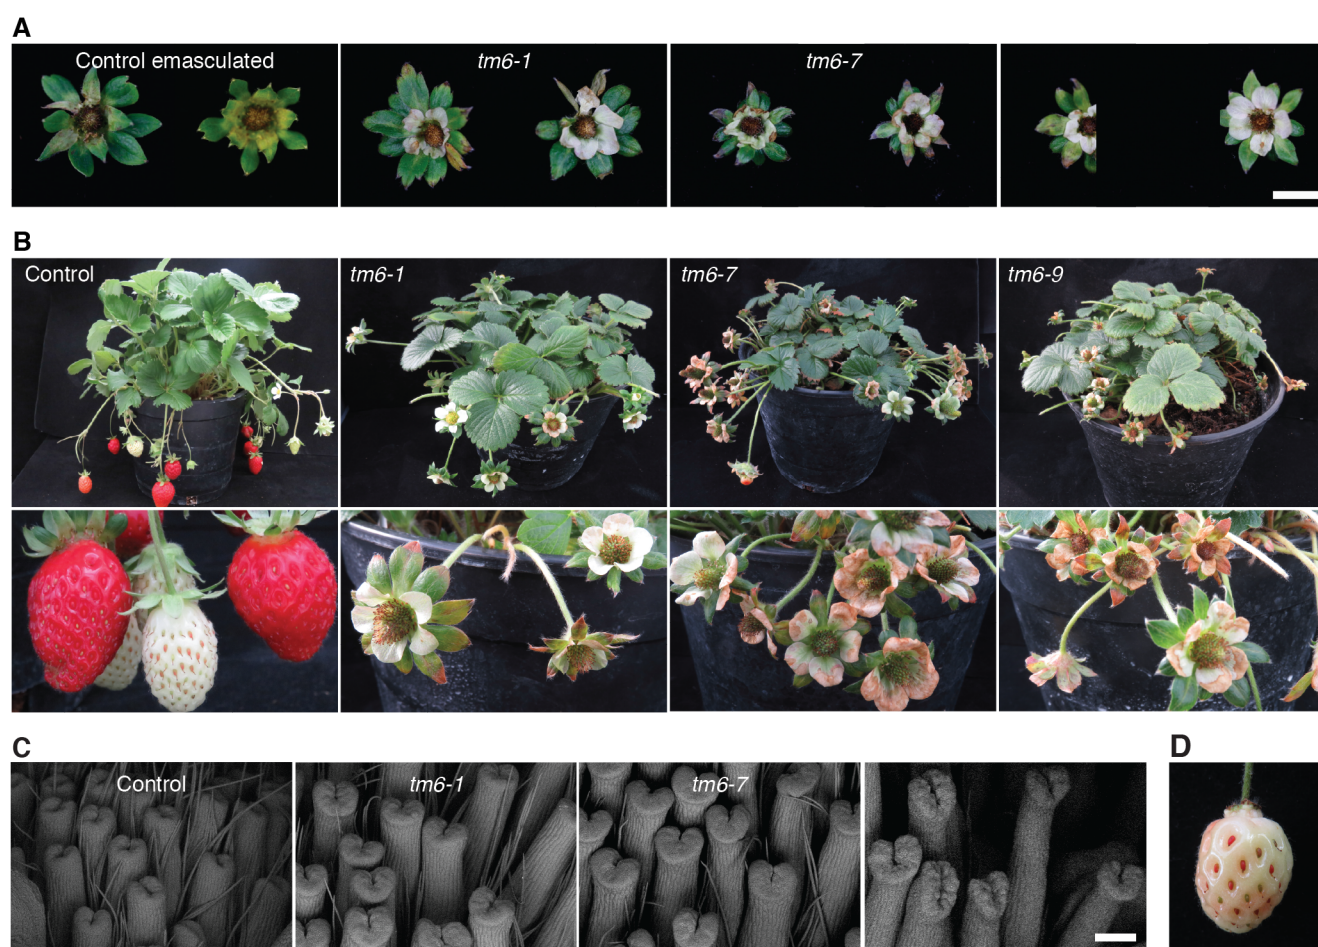 A
Control emasculated
tm6-1
tm6-7
B
Control
tm6-1
tm6-7
tm6-9
C
D
Control
tm6-1
tm6-7